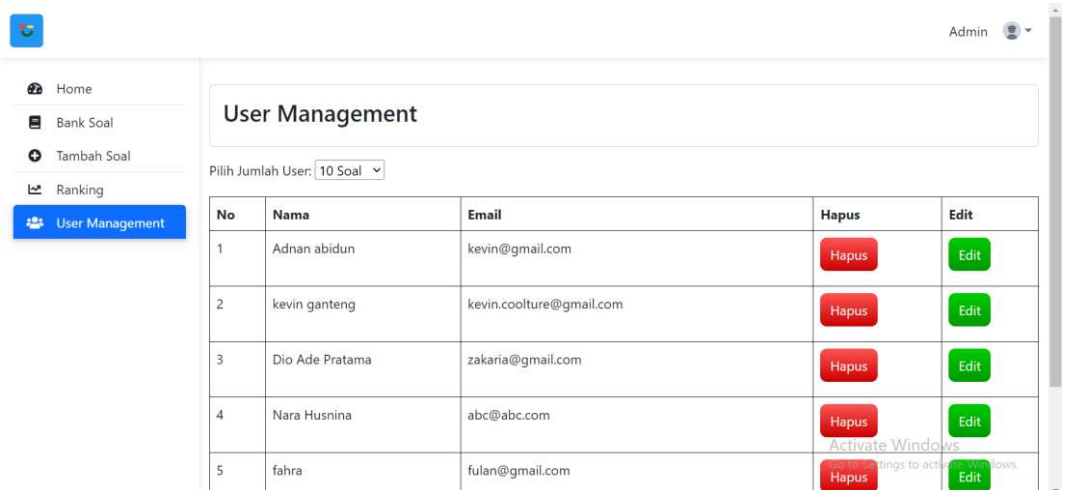 Admin
Home
Bank Soal
Tambah Soal
Ranking
User Management
User Management
Pilih Jumlah User: 10 Soal
No Nama Email Hapus Edit
1 Adnan abidun kevin@gmail.com Hapus Edit
2 kevin ganteng kevin.coolture@gmail.com Hapus Edit
3 Dio Ade Pratama zakaria@gmail.com Hapus Edit
4 Nara Husnina abc@abc.com Hapus Edit
Activate Windows
Go to Settings to activate Windows.
5 fahra fulan@gmail.com Hapus Edit